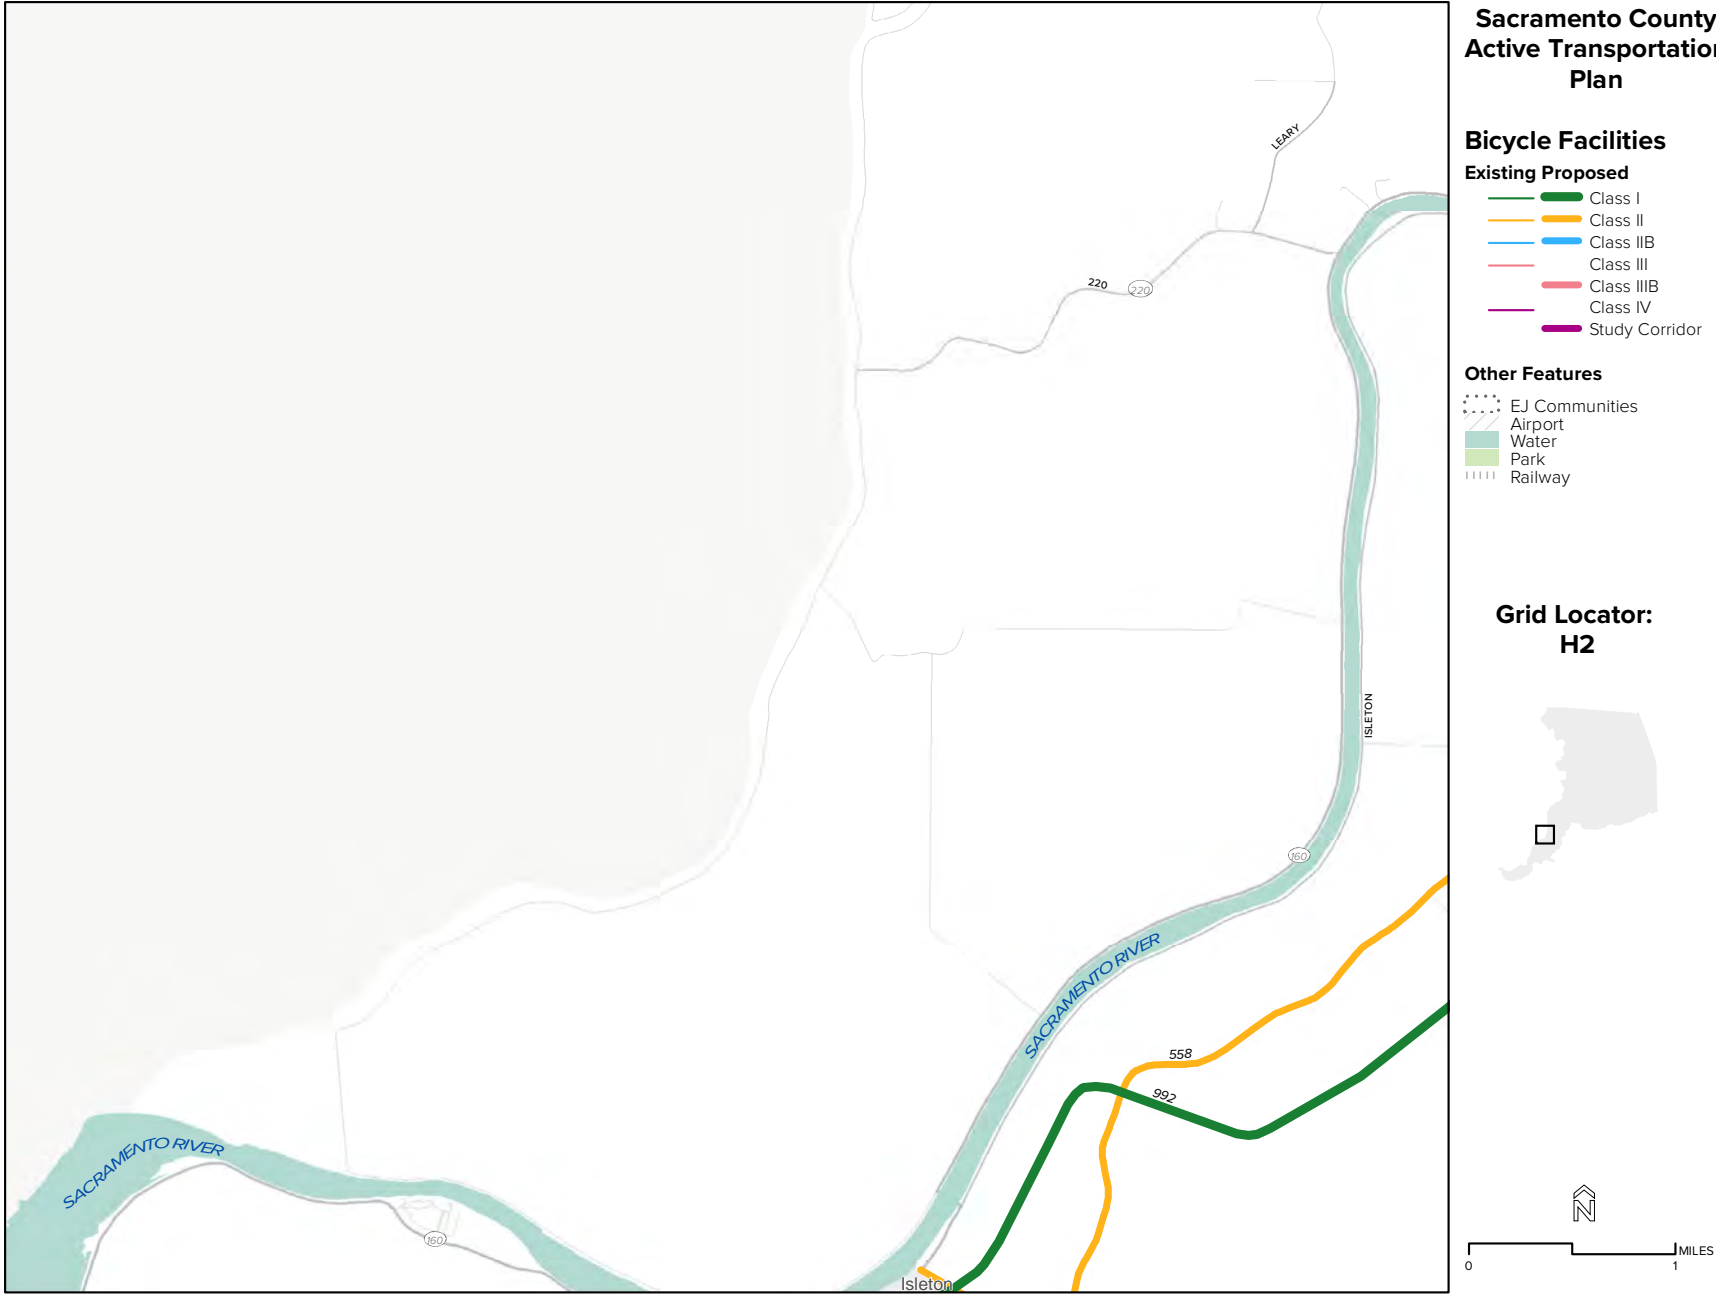 Sacramento County
Active Transportation
Plan
Bicycle Facilities
Existing Proposed
Class I
Class II
Class IIB
Class III
Class IIIB
Class IV
Study Corridor
Other Features
EJ Communities
Airport
Water
Park
Railway
Grid Locator:
H2
N
MILES
0 1
LEARY
220
220
ISLETON
160
SACRAMENTO RIVER
558
992
SACRAMENTO RIVER
160
Isleton